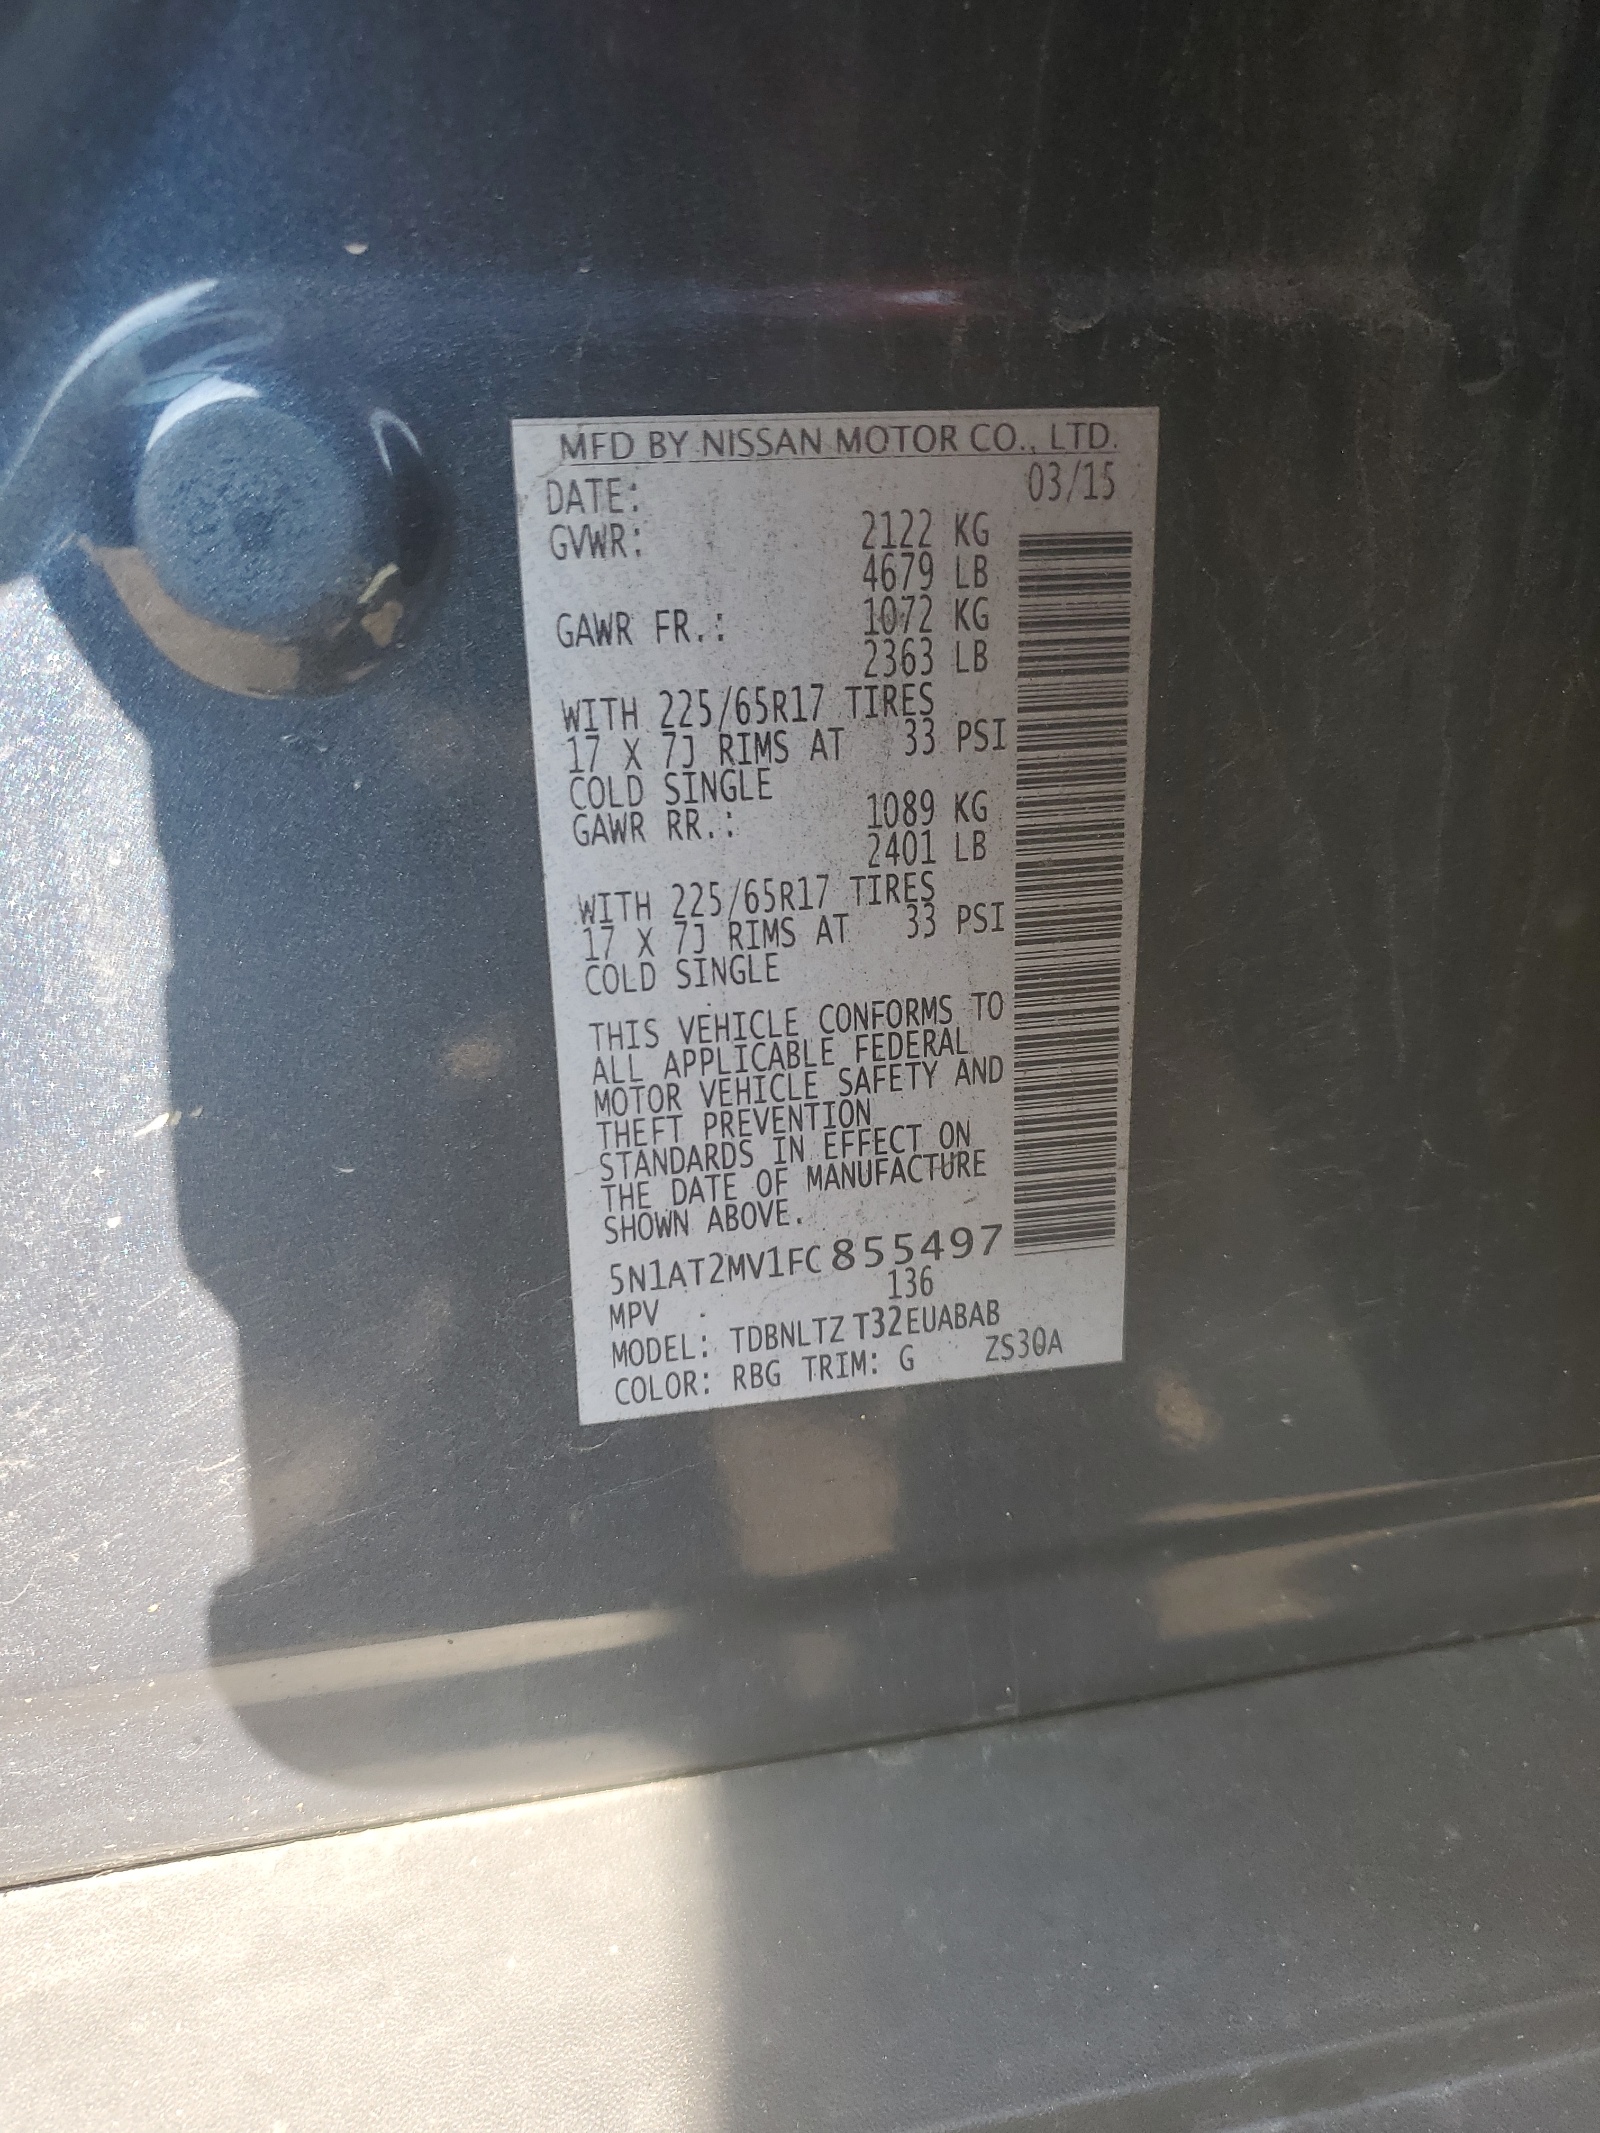 MFD BY NISSAN MOTOR CO., LTD.
DATE: 03/15
GVWR: 2122 KG
4679 LB
GAWR FR.: 1072 KG
2363 LB
WITH 225/65R17 TIRES
17 X 7J RIMS AT 33 PSI
COLD SINGLE
GAWR RR.: 1089 KG
2401 LB
WITH 225/65R17 TIRES
17 X 7J RIMS AT 33 PSI
COLD SINGLE
THIS VEHICLE CONFORMS TO
ALL APPLICABLE FEDERAL
MOTOR VEHICLE SAFETY AND
THEFT PREVENTION
STANDARDS IN EFFECT ON
THE DATE OF MANUFACTURE
SHOWN ABOVE.
5N1AT2MV1FC855497
MPV : 136
MODEL: TDBNLTZ T32EUABAB
COLOR: RBG TRIM: G ZS30A